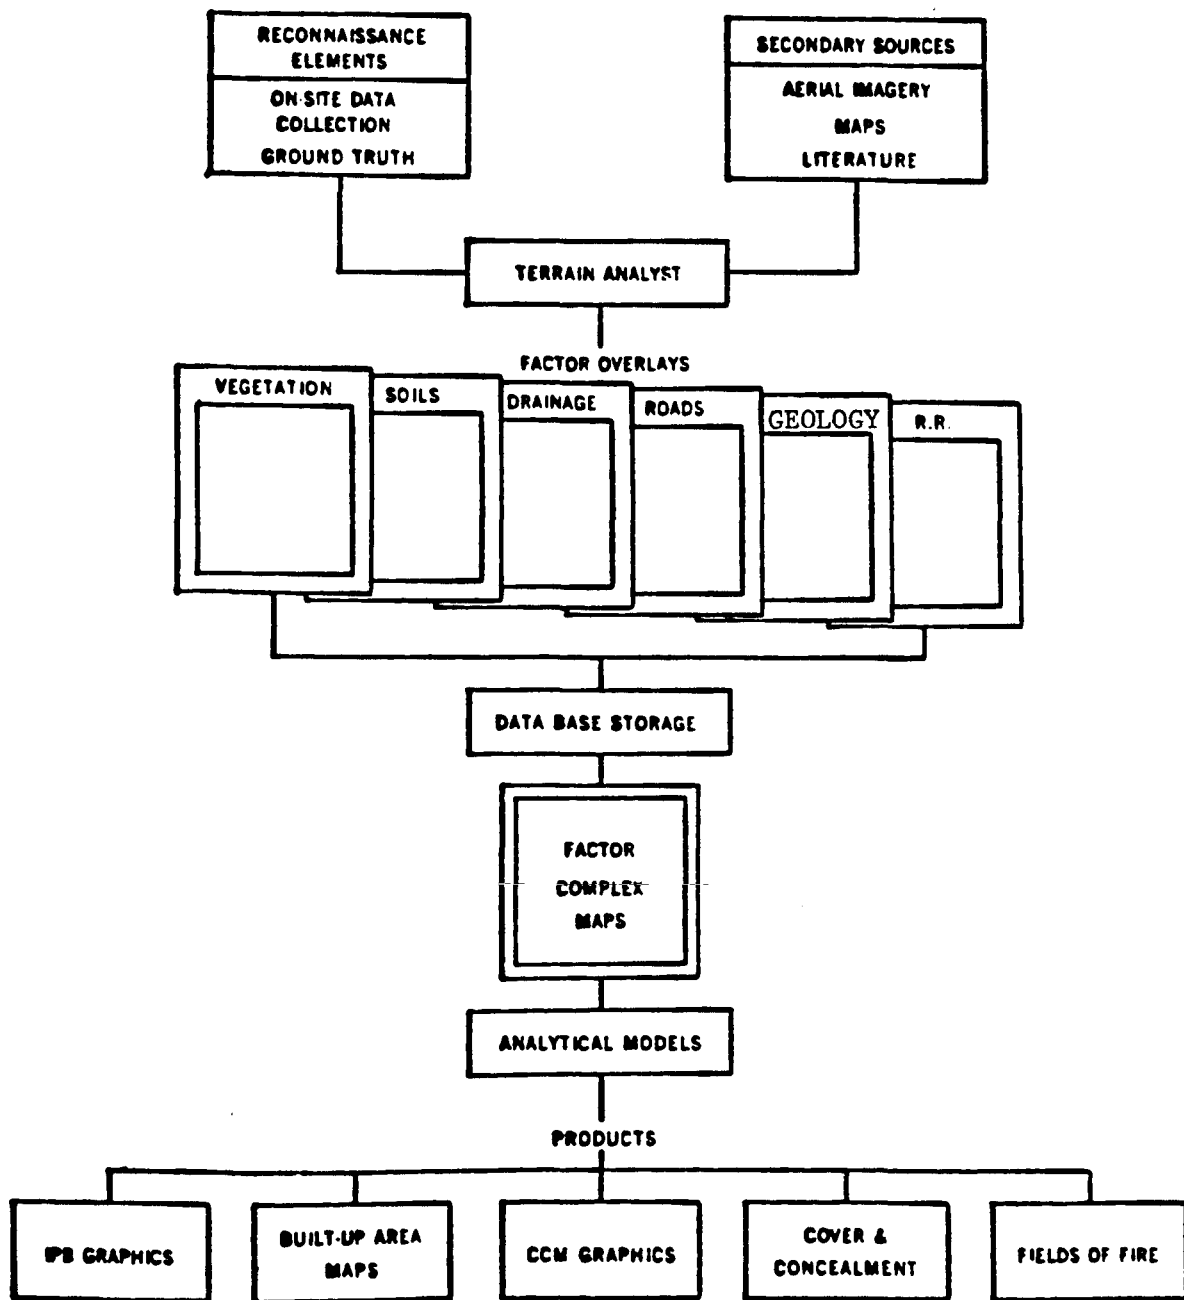 RECONNAISSANCE
ELEMENTS
ON-SITE DATA
COLLECTION
GROUND TRUTH
SECONDARY SOURCES
AERIAL IMAGERY
MAPS
LITERATURE
TERRAIN ANALYST
FACTOR OVERLAYS
VEGETATION
SOILS
DRAINAGE
ROADS
GEOLOGY
R.R.
DATA BASE STORAGE
FACTOR
COMPLEX
MAPS
ANALYTICAL MODELS
PRODUCTS
IPB GRAPHICS
BUILT-UP AREA
MAPS
CCM GRAPHICS
COVER &
CONCEALMENT
FIELDS OF FIRE